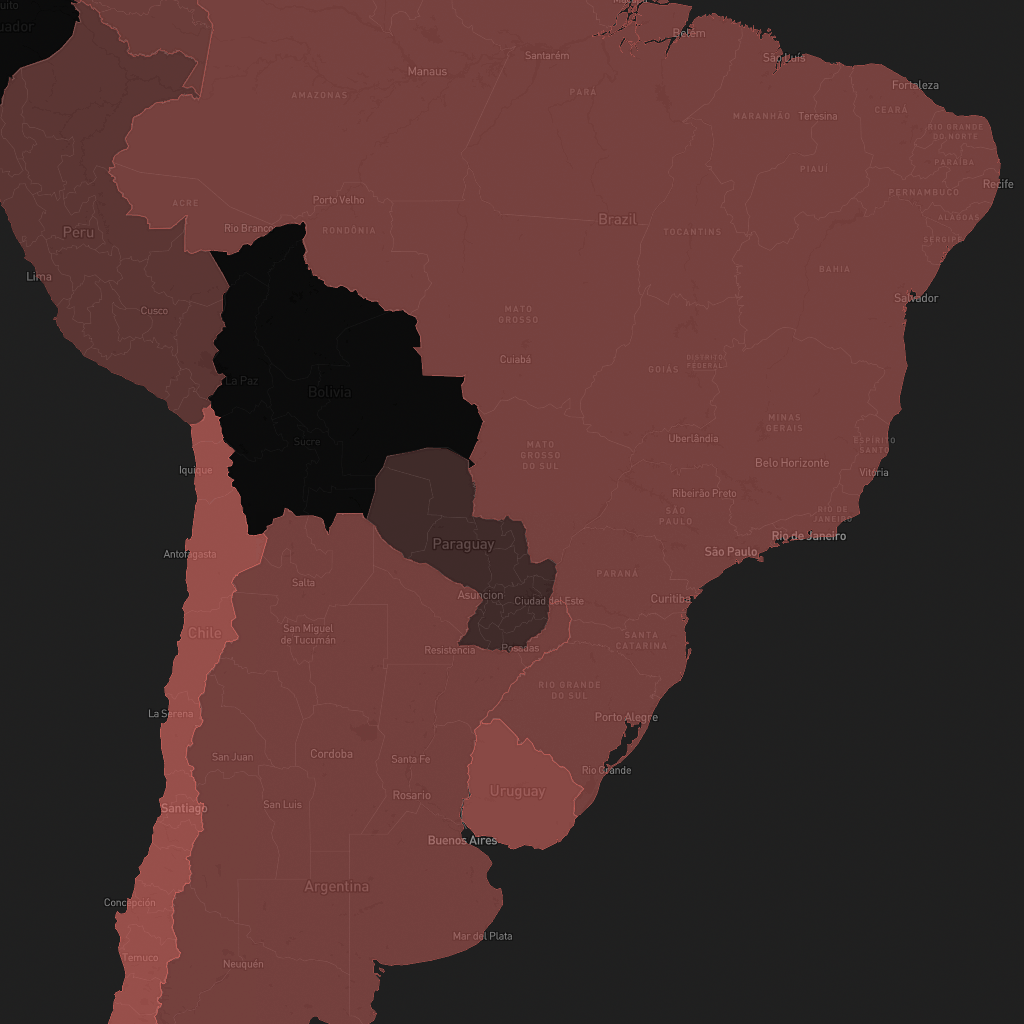 uito
uador
Belém
São Luís
Santarém
Manaus
AMAZONAS
PARÁ
Fortaleza
CEARÁ
MARANHÃO
Teresina
RIO GRANDE
DO NORTE
PARAÍBA
PIAUÍ
Recife
PERNAMBUCO
ACRE
Porto Velho
ALAGOAS
Brazil
Rio Branco
RONDÔNIA
TOCANTINS
SERGIPE
Peru
BAHIA
Lima
Salvador
Cusco
MATO
GROSSO
Cuiabá
DISTRITO
FEDERAL
GOIÁS
La Paz
Bolivia
MINAS
GERAIS
Sucre
Uberlândia
ESPÍRITO
SANTO
MATO
GROSSO
DO SUL
Belo Horizonte
Iquique
Vitória
Ribeirão Preto
SÃO
PAULO
RIO DE
JANEIRO
Rio de Janeiro
Paraguay
Antofagasta
São Paulo
PARANÁ
Salta
Asuncion
Ciudad del Este
Curitiba
Chile
San Miguel
de Tucumán
SANTA
CATARINA
Resistencia
Posadas
RIO GRANDE
DO SUL
La Serena
Porto Alegre
San Juan
Cordoba
Santa Fe
Rio Grande
Uruguay
Rosario
San Luis
Santiago
Buenos Aires
Argentina
Concepción
Mar del Plata
Temuco
Neuquén